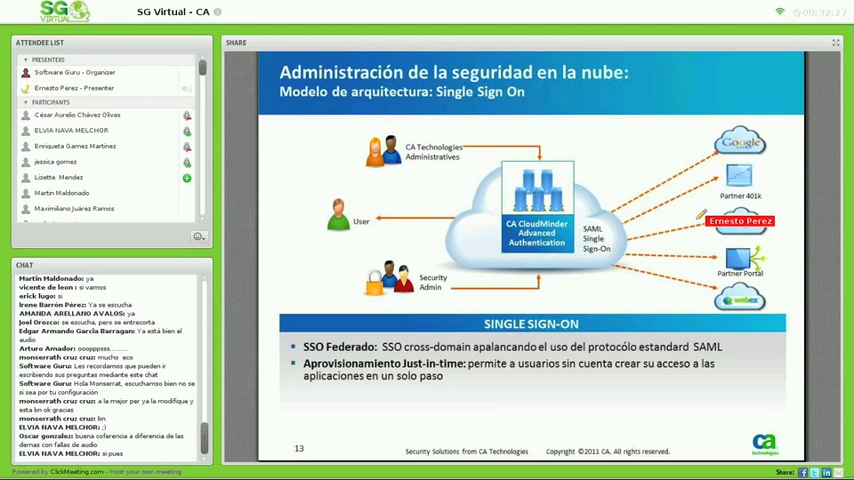 SG VIRTUAL
SG Virtual - CA
00:32:27
ATTENDEE LIST
PRESENTERS
Software Guru - Organizer
Ernesto Perez - Presenter
PARTICIPANTS
César Aurelio Chávez Olivas
ELVIA NAVA MELCHOR
Enriqueta Gamez Martinez
jessica gomez
Lizette Mendez
Martin Maldonado
Maximiliano Juárez Ramos
CHAT
Martin Maldonado: ya
vicente de leon : si vamos
erick lugo: si
Irene Barrón Pérez: Ya se escucha
AMANDA ARELLANO AVALOS: ya
Joel Orozco: se escucha, pero se entrecorta
Edgar Armando García Barragan: Ya está bien el
audio
Arturo Amador: ooopppsss.........
monserrath cruz cruz: mucho eco
Software Guru: Les recordamos que pueden ir
escribiendo sus preguntas mediante este chat
Software Guru: Hola Monserrat, escuchamso bien no se
si sea por tu configuración
monserrath cruz cruz: a la mejor per ya la modifique y
esta bn ok gracias
monserrath cruz cruz: bn
ELVIA NAVA MELCHOR: ;)
Oscar gonzalez: buena coferencia a diferencia de las
demas con fallas de audio
ELVIA NAVA MELCHOR: si pues
SHARE
Administración de la seguridad en la nube:
Modelo de arquitectura: Single Sign On
CA Technologies
Administratives
User
Security
Admin
CA CloudMinder
Advanced
Authentication
SAML
Single
Sign-On
Google
Partner 401k
Ernesto Perez
Partner Portal
webex
SINGLE SIGN-ON
SSO Federado: SSO cross-domain apalancando el uso del protocólo estandard SAML
Aprovisionamiento Just-in-time: permite a usuarios sin cuenta crear su acceso a las
aplicaciones en un solo paso
13
Security Solutions from CA Technologies Copyright ©2011 CA. All rights reserved.
ca
technologies
Powered by ClickMeeting.com - Host your own meeting
Share: